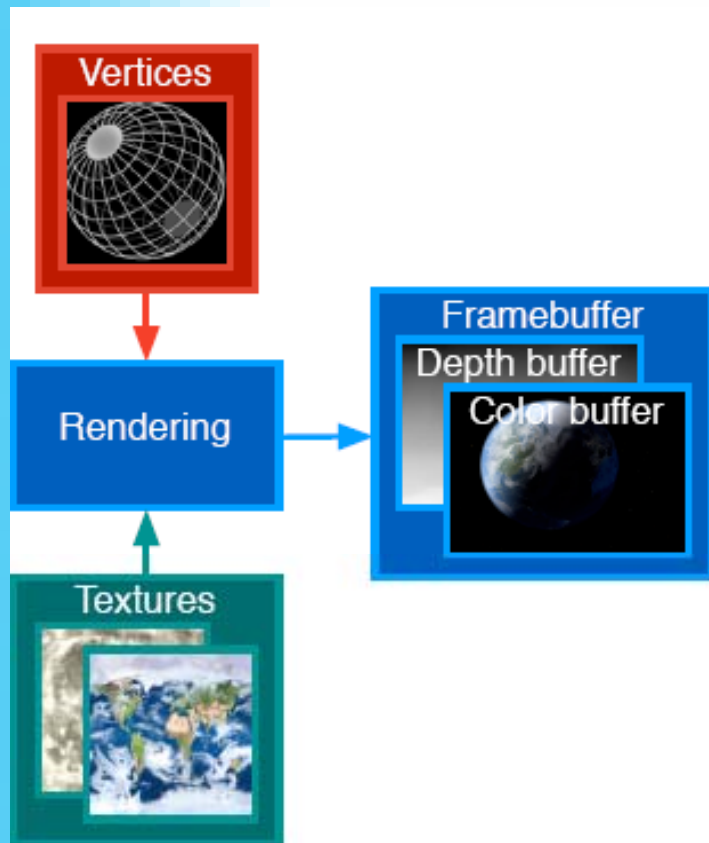 Vertices
Rendering
Textures
Framebuffer
Depth buffer
Color buffer